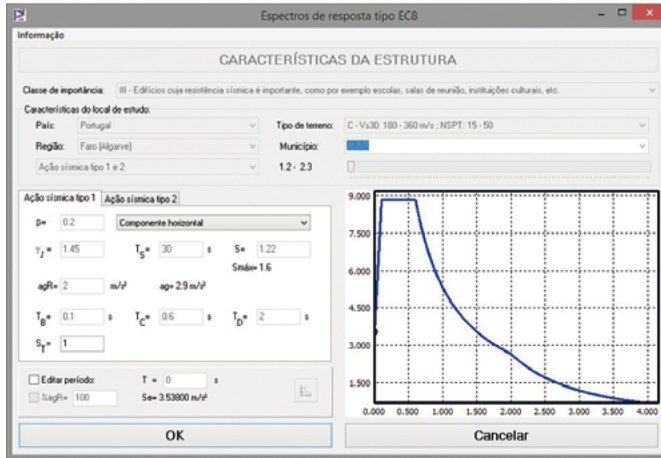 Espectros de resposta tipo EC8
Informação
CARACTERÍSTICAS DA ESTRUTURA
Classe de importância: III - Edifícios cuja resistência sísmica é importante, como por exemplo escolas, salas de reunião, instituições culturais, etc.
Características do local de estudo:
País: Portugal Tipo de terreno: C - Vs30: 180 - 360 m/s ; NSPT: 15 - 50
Região: Faro (Algarve) Município:
Ação sísmica tipo 1 e 2 1.2 - 2.3
Ação sísmica tipo 1 Ação sísmica tipo 2
β= 0.2 Componente horizontal
γI = 1.45 TS= 30 s S= 1.22
Smáx= 1.6
agR= 2 m/s² ag= 2.9 m/s²
TB= 0.1 s TC= 0.6 s TD= 2 s
ST= 1
Editar período: T = 0 s
%agR= 100 Se= 3.53800 m/s²
9.000
7.500
6.000
4.500
3.000
1.500
0.000 0.500 1.000 1.500 2.000 2.500 3.000 3.500 4.000
OK Cancelar